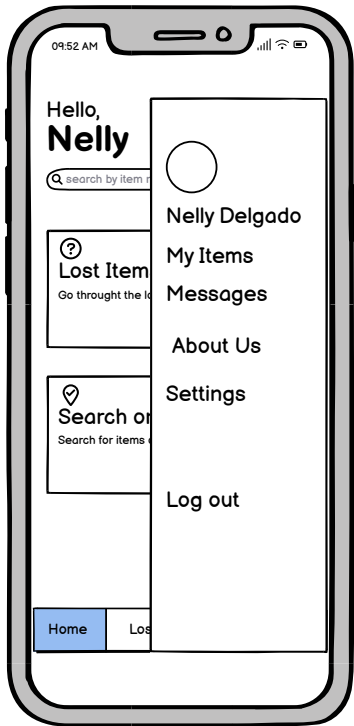 09:52 AM
Hello,
Nelly
search by item
Nelly Delgado
My Items
Messages
About Us
Settings
Log out
Lost Item
Go throught the lo
Search or
Search for items
Home
Los